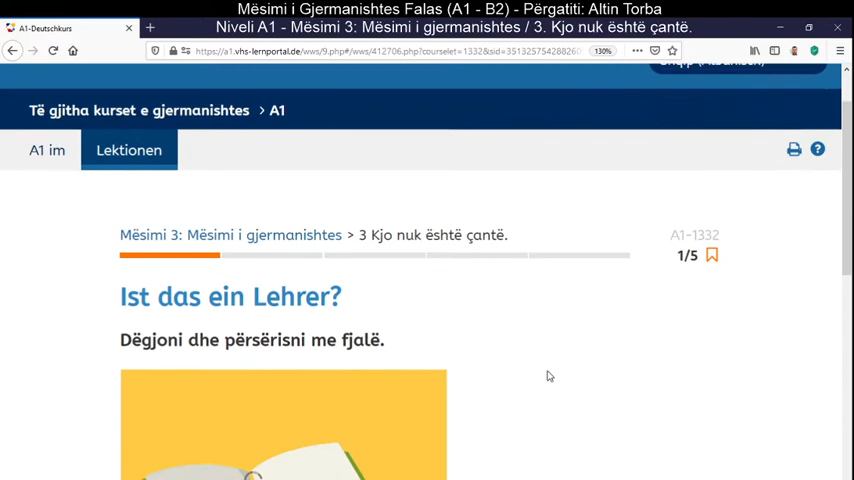 Mësimi i Gjermanishtes Falas (A1 - B2) - Përgatiti: Altin Torba
Niveli A1 - Mësimi 3: Mësimi i gjermanishtes / 3. Kjo nuk është çantë.
A1-Deutschkurs
https://a1.vhs-lernportal.de/wws/9.php#/wws/412706.php?courselet=1332&sid=35132575428826
130%
Të gjitha kurset e gjermanishtes > A1
A1 im
Lektionen
Mësimi 3: Mësimi i gjermanishtes > 3 Kjo nuk është çantë.
A1-1332
1/5
Ist das ein Lehrer?
Dëgjoni dhe përsërisni me fjalë.